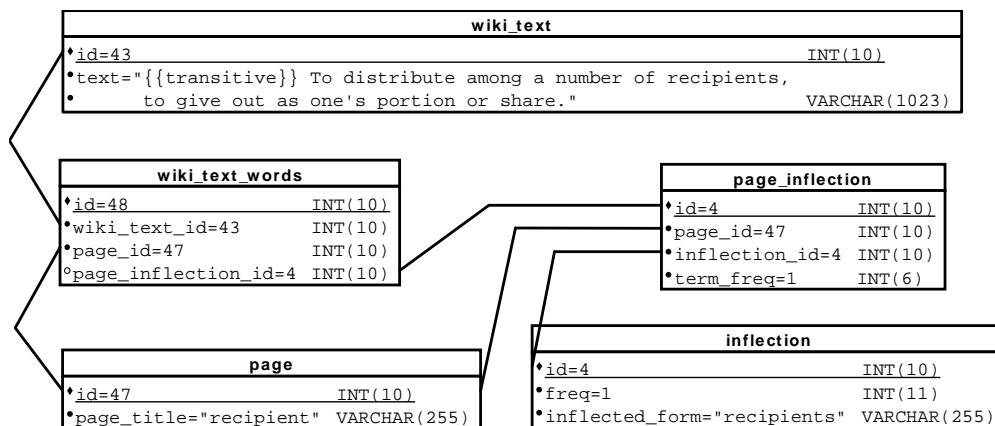 wiki_text
id=43 INT(10)
text="{{transitive}} To distribute among a number of recipients,
to give out as one's portion or share." VARCHAR(1023)
wiki_text_words
id=48 INT(10)
wiki_text_id=43 INT(10)
page_id=47 INT(10)
page_inflection_id=4 INT(10)
page_inflection
id=4 INT(10)
page_id=47 INT(10)
inflection_id=4 INT(10)
term_freq=1 INT(6)
page
id=47 INT(10)
page_title="recipient" VARCHAR(255)
inflection
id=4 INT(10)
freq=1 INT(11)
inflected_form="recipients" VARCHAR(255)